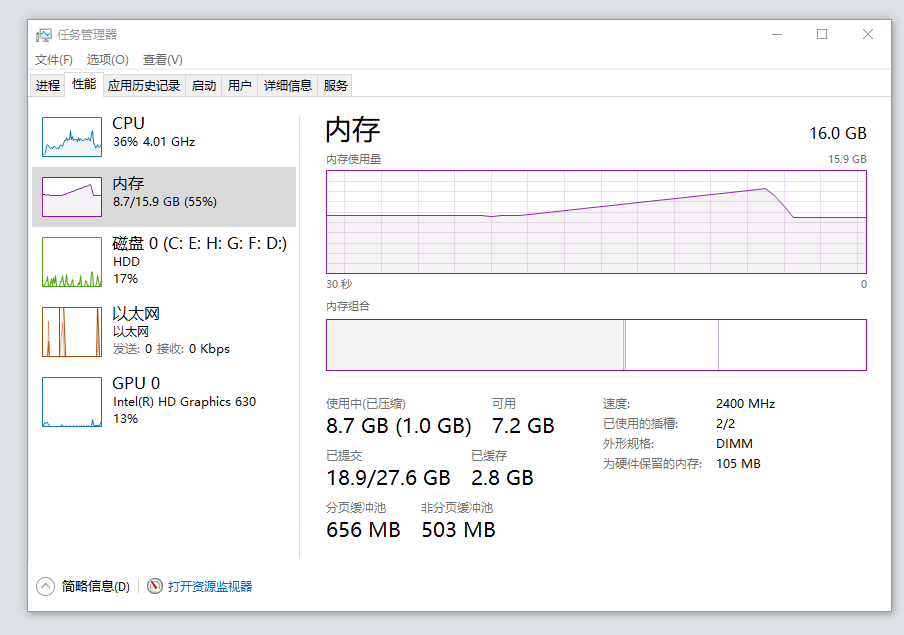 任务管理器
文件(F) 选项(O) 查看(V)
进程 性能 应用历史记录 启动 用户 详细信息 服务
CPU
36% 4.01 GHz
内存
8.7/15.9 GB (55%)
磁盘 0 (C: E: H: G: F: D:)
HDD
17%
以太网
以太网
发送: 0 接收: 0 Kbps
GPU 0
Intel(R) HD Graphics 630
13%
内存 16.0 GB
内存使用量 15.9 GB
30 秒 0
内存组合
使用中(已压缩) 可用
8.7 GB (1.0 GB) 7.2 GB
已提交 已缓存
18.9/27.6 GB 2.8 GB
分页缓冲池 非分页缓冲池
656 MB 503 MB
速度: 2400 MHz
已使用的插槽: 2/2
外形规格: DIMM
为硬件保留的内存: 105 MB
简略信息(D) 打开资源监视器